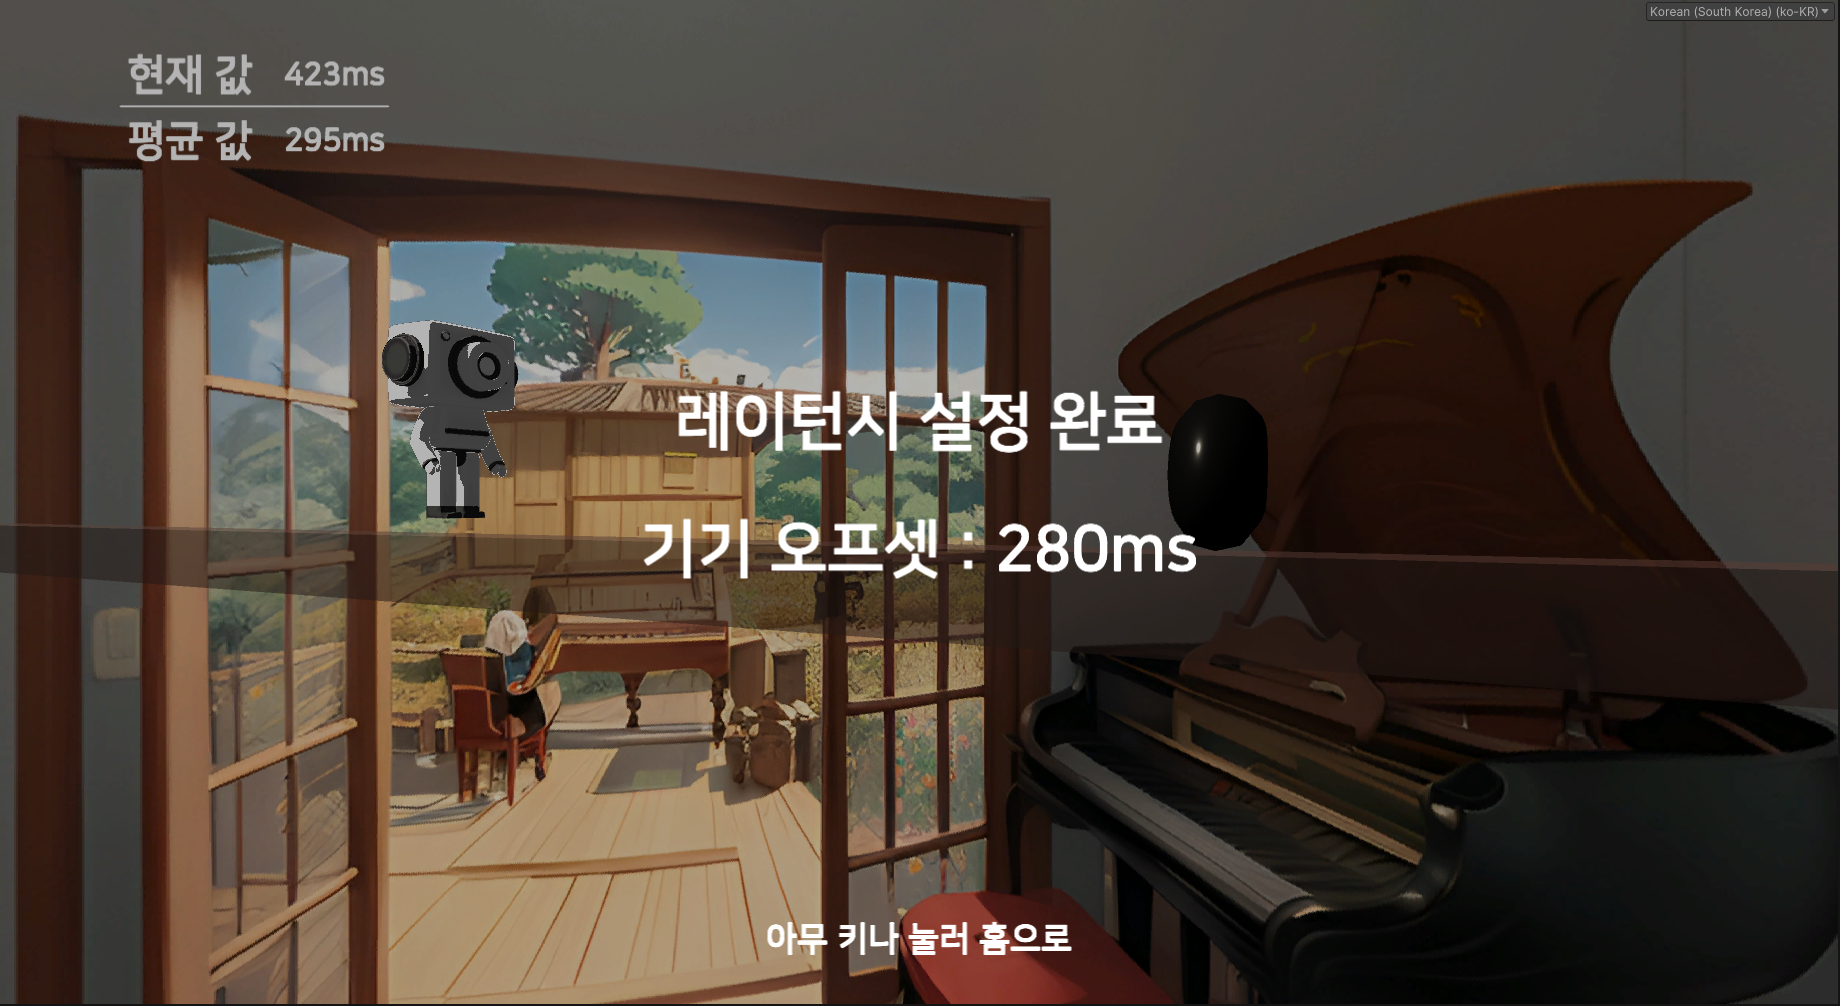 Korean (South Korea) (ko-KR)
현재 값 423ms
평균 값 295ms
레이턴시 설정 완료
기기 오프셋 : 280ms
아무 키나 눌러 홈으로